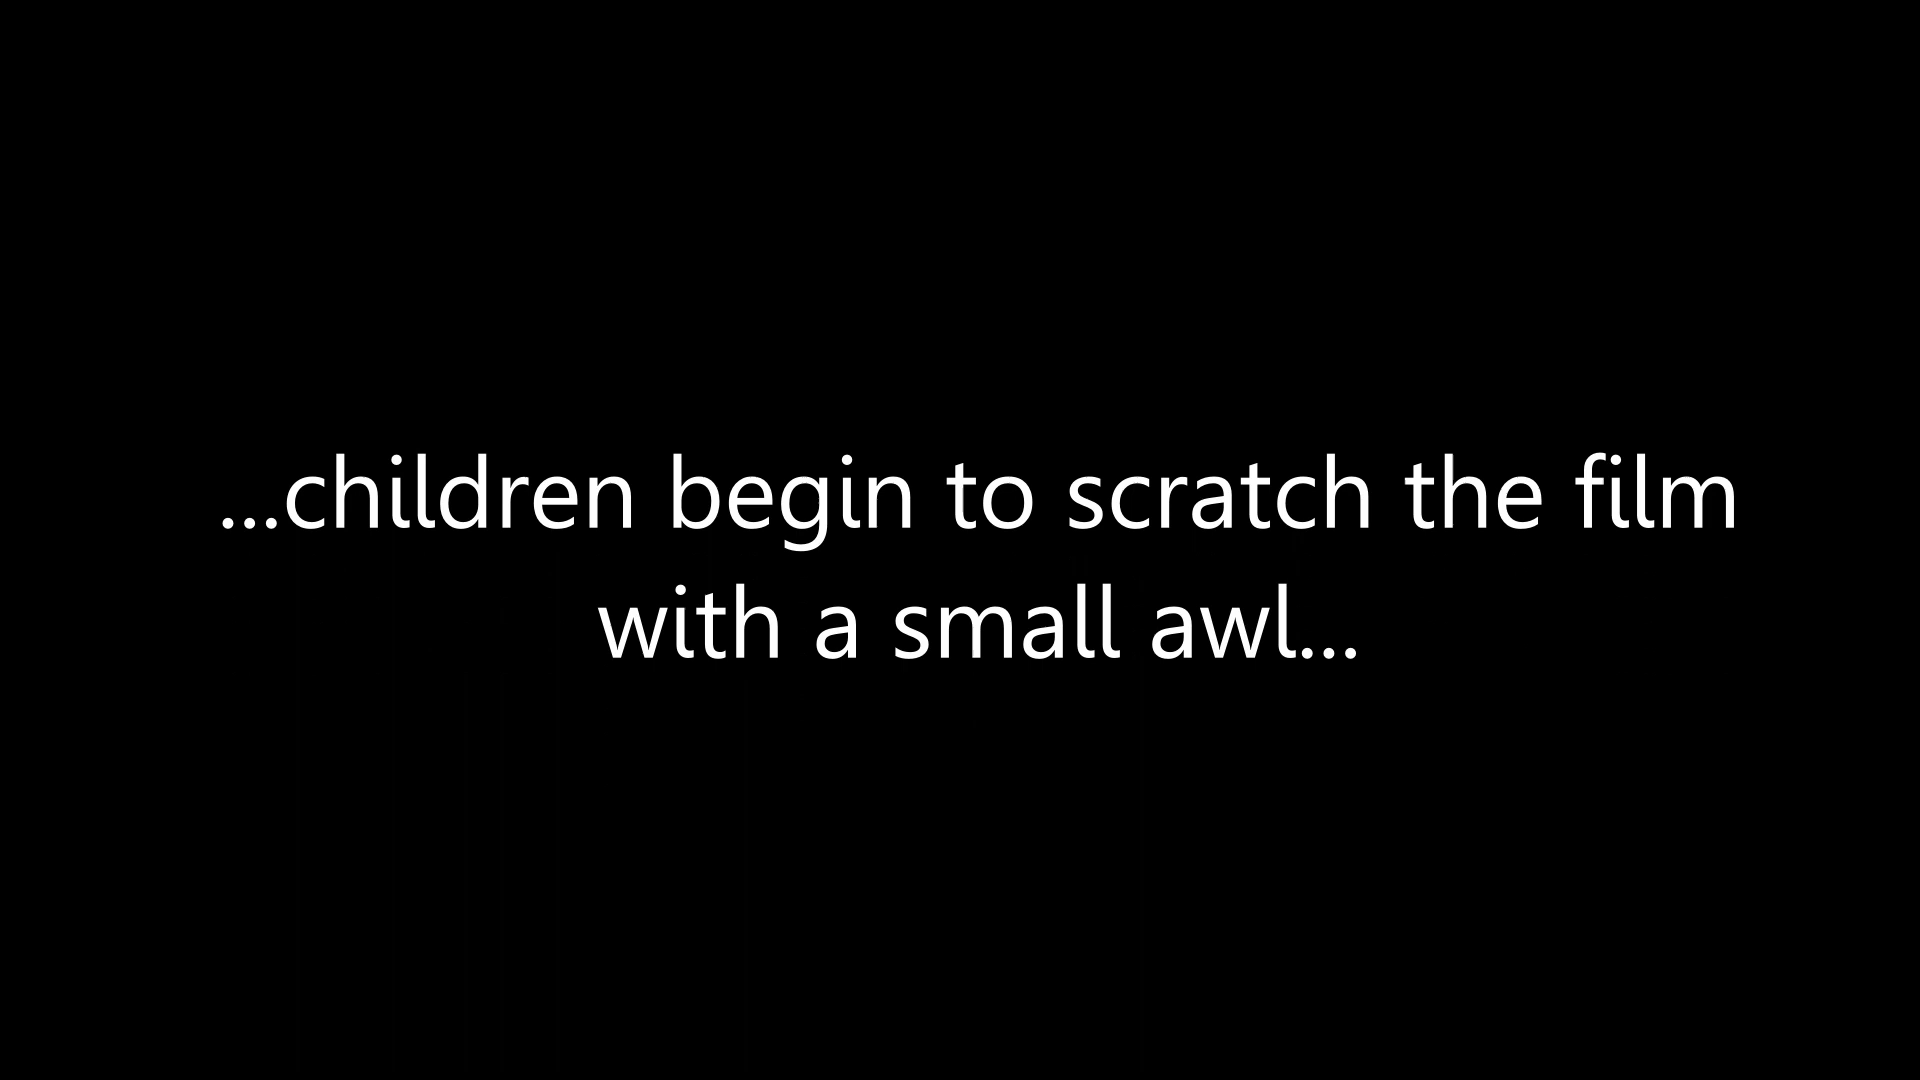 ...children begin to scratch the film
with a small awl...